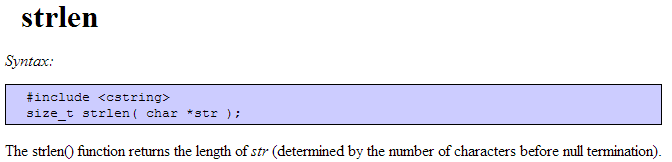 strlen
Syntax:
#include <cstring>
size_t strlen( char *str );
The strlen() function returns the length of str (determined by the number of characters before null termination).